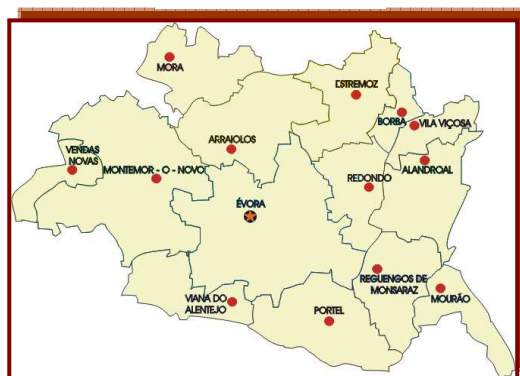 MORA
ESTREMOZ
BORBA
VILA VIÇOSA
ARRAIOLOS
VENDAS
NOVAS
MONTEMOR - O - NOVO
REDONDO
ALANDROAL
ÉVORA
REGUENGOS DE
MONSARAZ
MOURÃO
VIANA DO
ALENTEJO
PORTEL